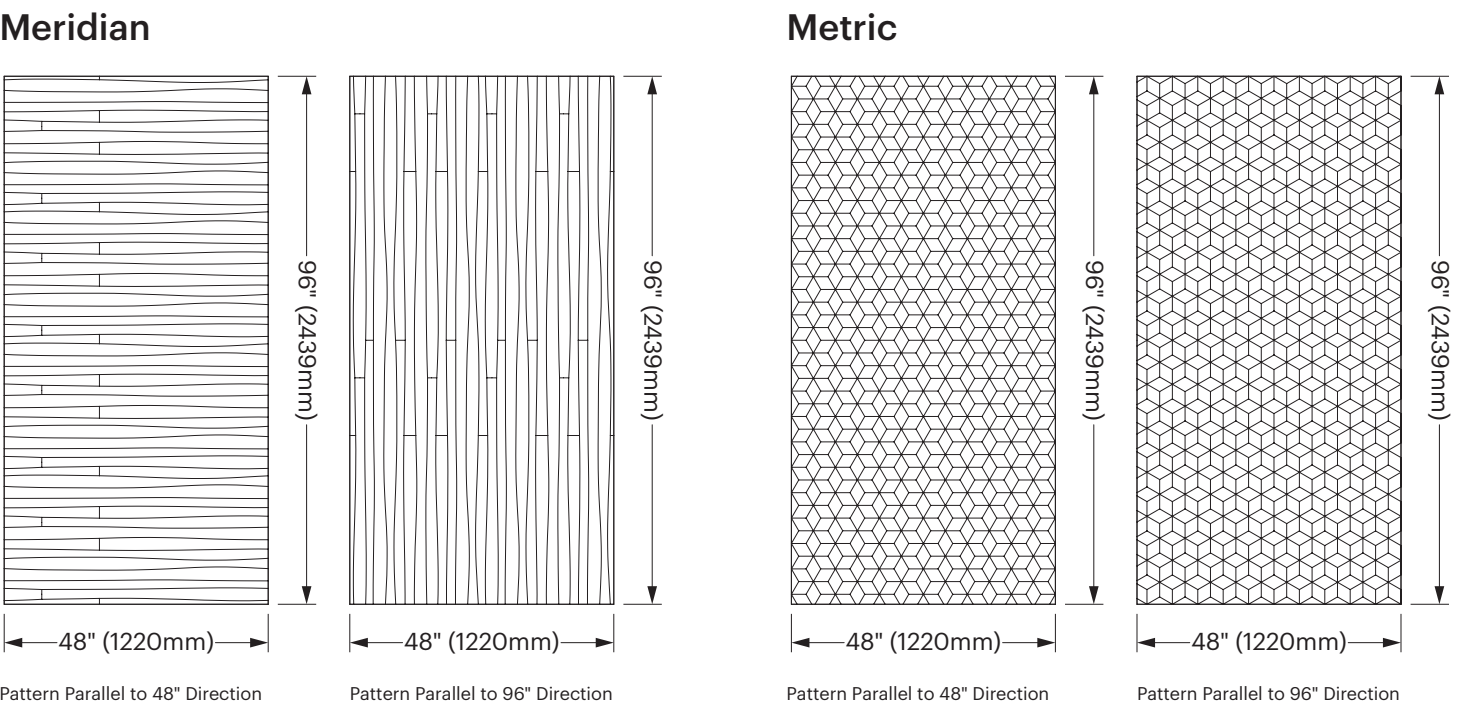 Meridian
Metric
96" (2439mm)
96" (2439mm)
96" (2439mm)
96" (2439mm)
48" (1220mm)
48" (1220mm)
48" (1220mm)
48" (1220mm)
Pattern Parallel to 48" Direction
Pattern Parallel to 96" Direction
Pattern Parallel to 48" Direction
Pattern Parallel to 96" Direction